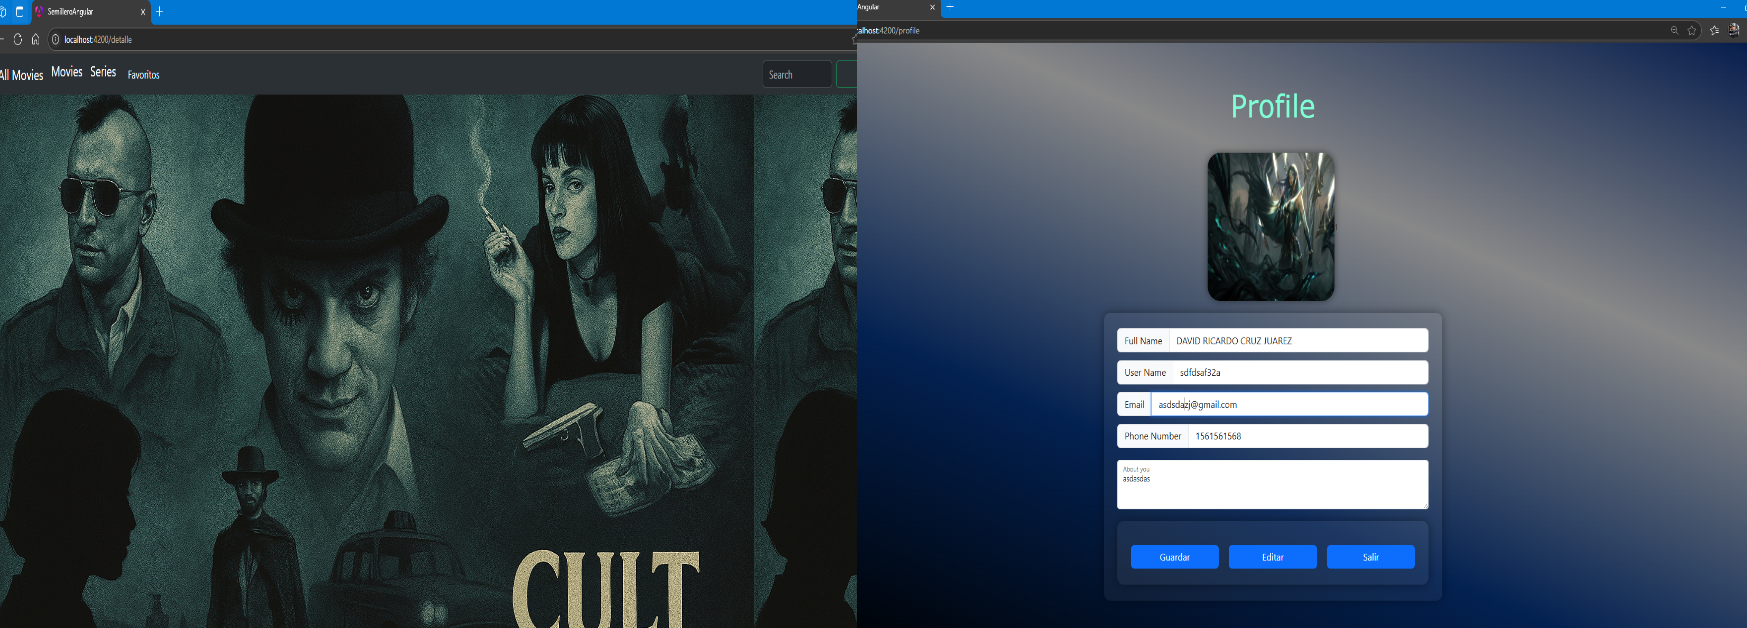 SemilleroAngular
localhost:4200/detalle
All Movies Movies Series Favoritos Search
CULT
Angular
alhost:4200/profile
Profile
Full Name DAVID RICARDO CRUZ JUAREZ
User Name sdfdsaf32a
Email asdsdazj@gmail.com
Phone Number 1561561568
About you
asdasdas
Guardar Editar Salir